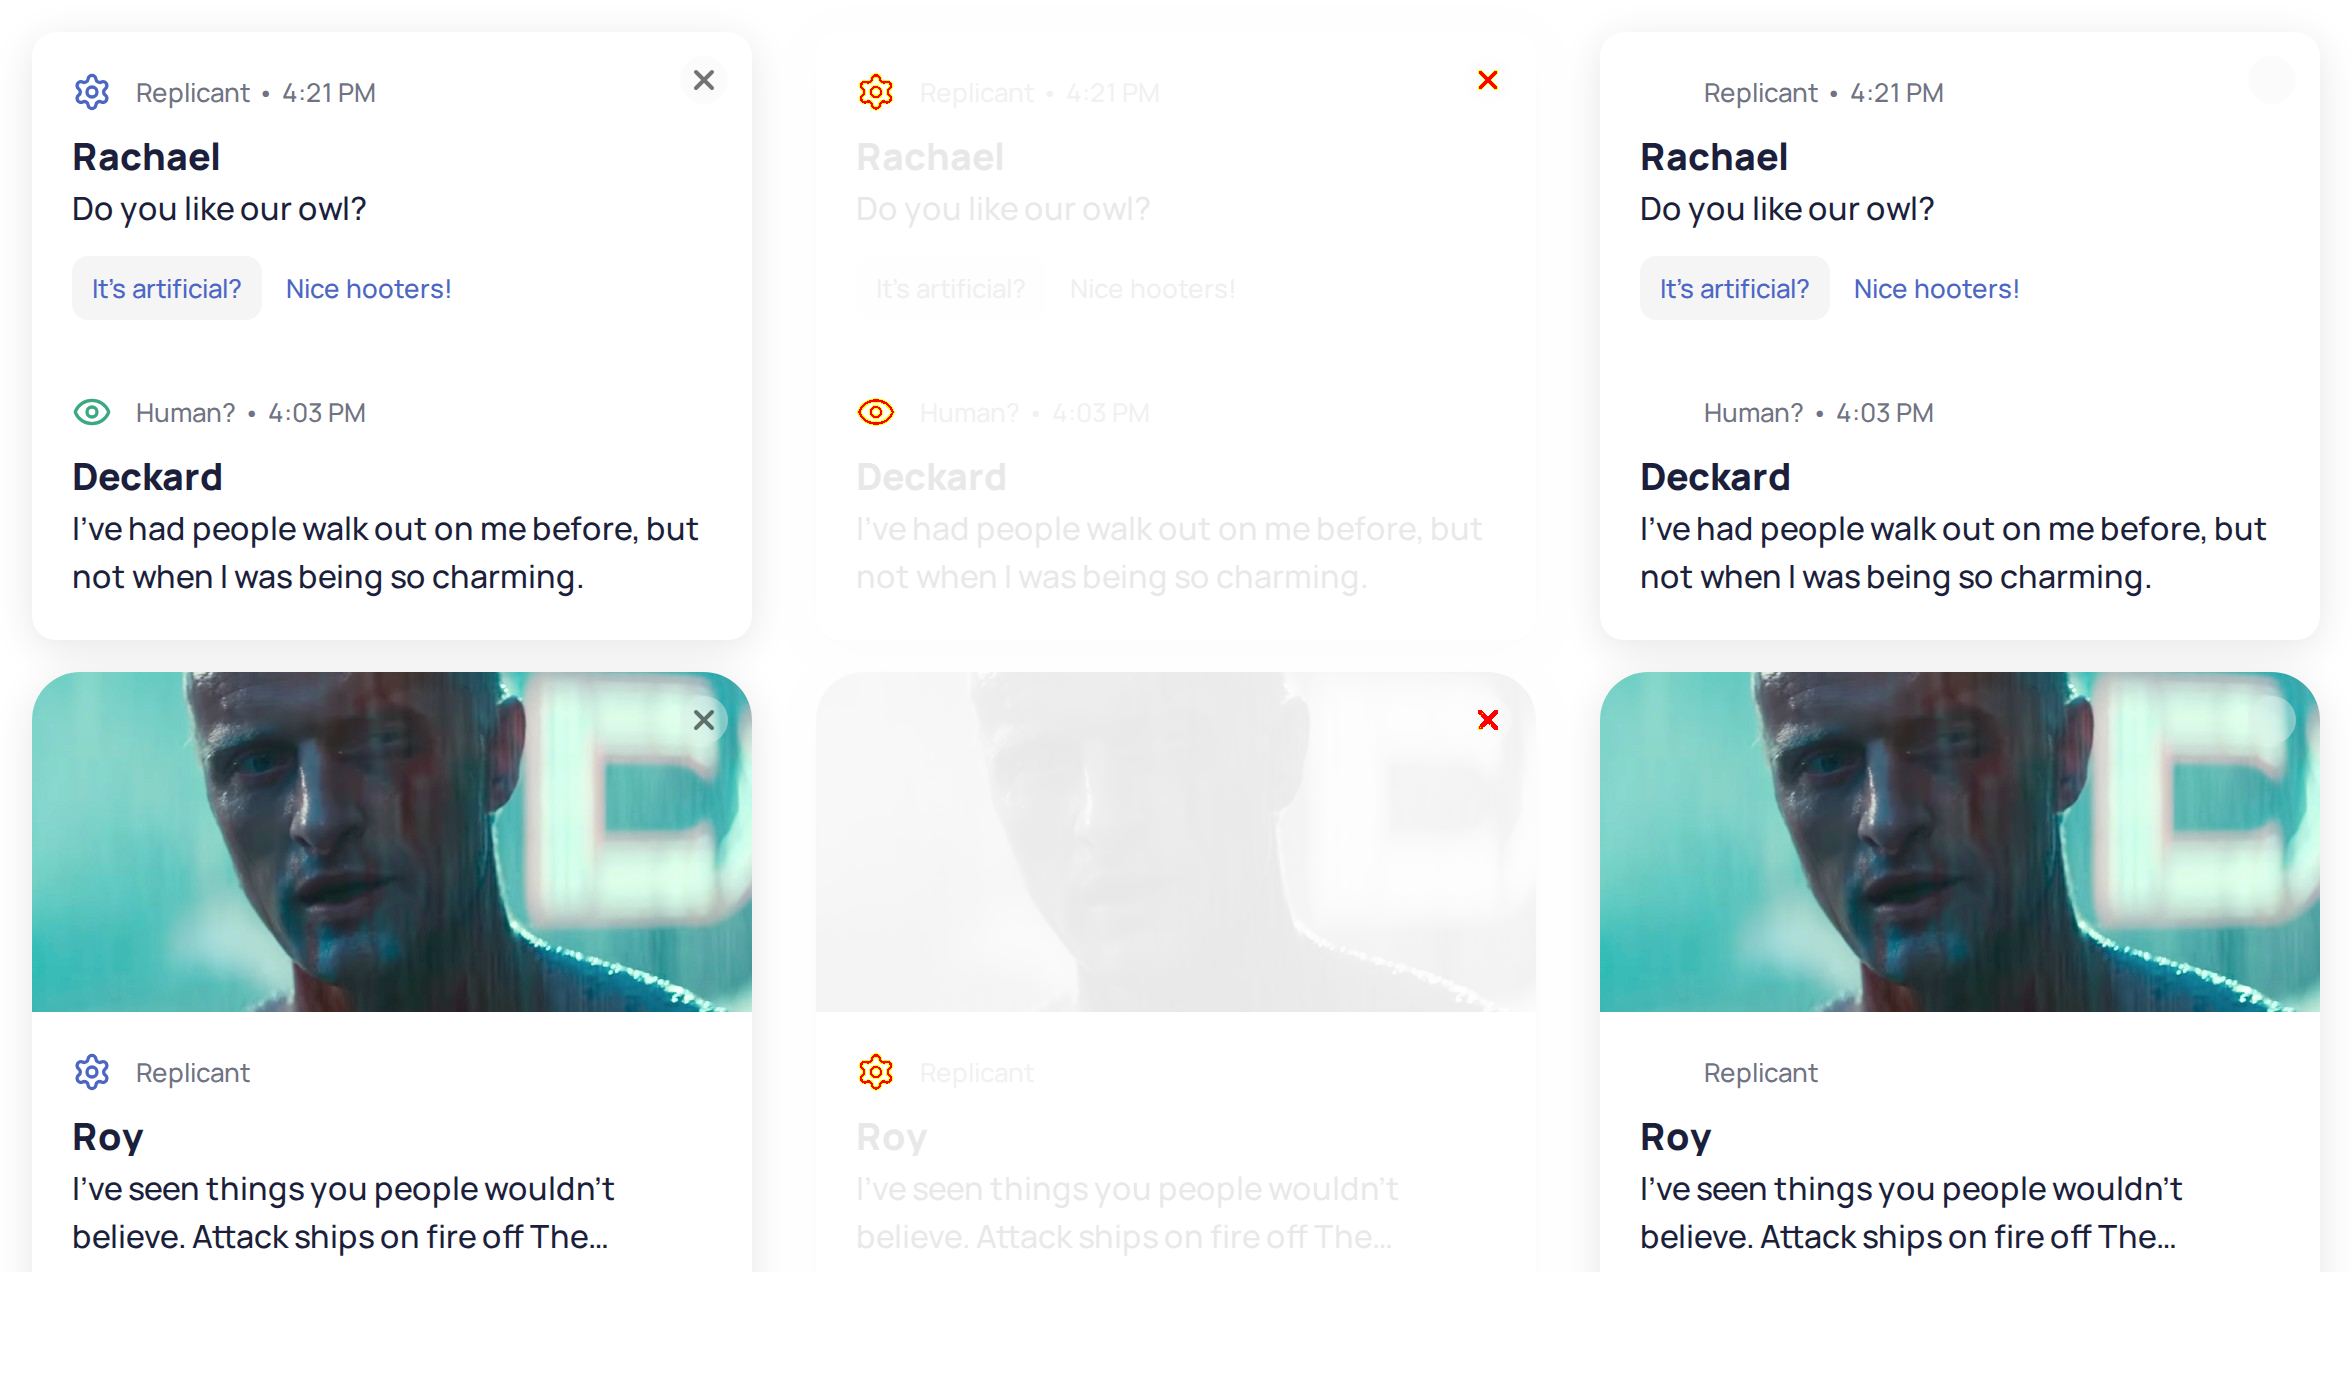 Replicant • 4:21 PM
Rachael
Do you like our owl?
It's artificial? Nice hooters!
Human? • 4:03 PM
Deckard
I've had people walk out on me before, but
not when I was being so charming.
Replicant
Roy
I've seen things you people wouldn't
believe. Attack ships on fire off The...
Replicant • 4:21 PM
Rachael
Do you like our owl?
It's artificial? Nice hooters!
Human? • 4:03 PM
Deckard
I've had people walk out on me before, but
not when I was being so charming.
Replicant
Roy
I've seen things you people wouldn't
believe. Attack ships on fire off The...
Replicant • 4:21 PM
Rachael
Do you like our owl?
It's artificial? Nice hooters!
Human? • 4:03 PM
Deckard
I've had people walk out on me before, but
not when I was being so charming.
Replicant
Roy
I've seen things you people wouldn't
believe. Attack ships on fire off The...